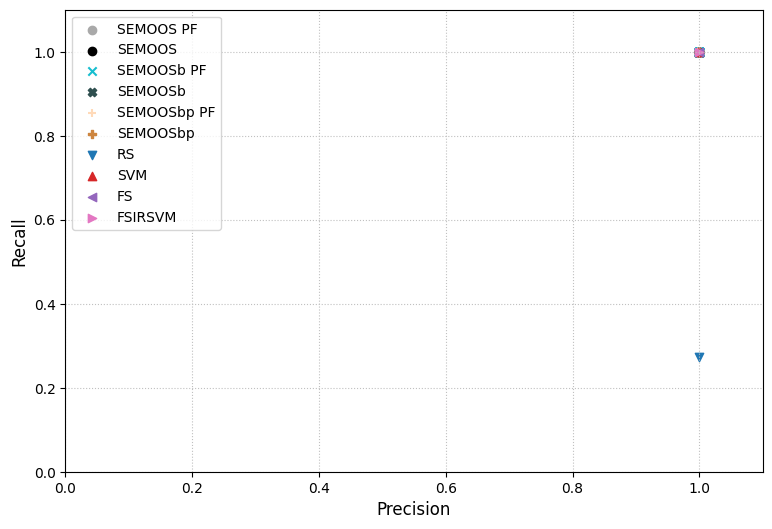 SEMOOS PF
SEMOOS
SEMOOSb PF
SEMOOSb
SEMOOSbp PF
SEMOOSbp
RS
SVM
FS
FSIRSVM
Recall
1.0
0.8
0.6
0.4
0.2
0.0
0.0 0.2 0.4 0.6 0.8 1.0
Precision